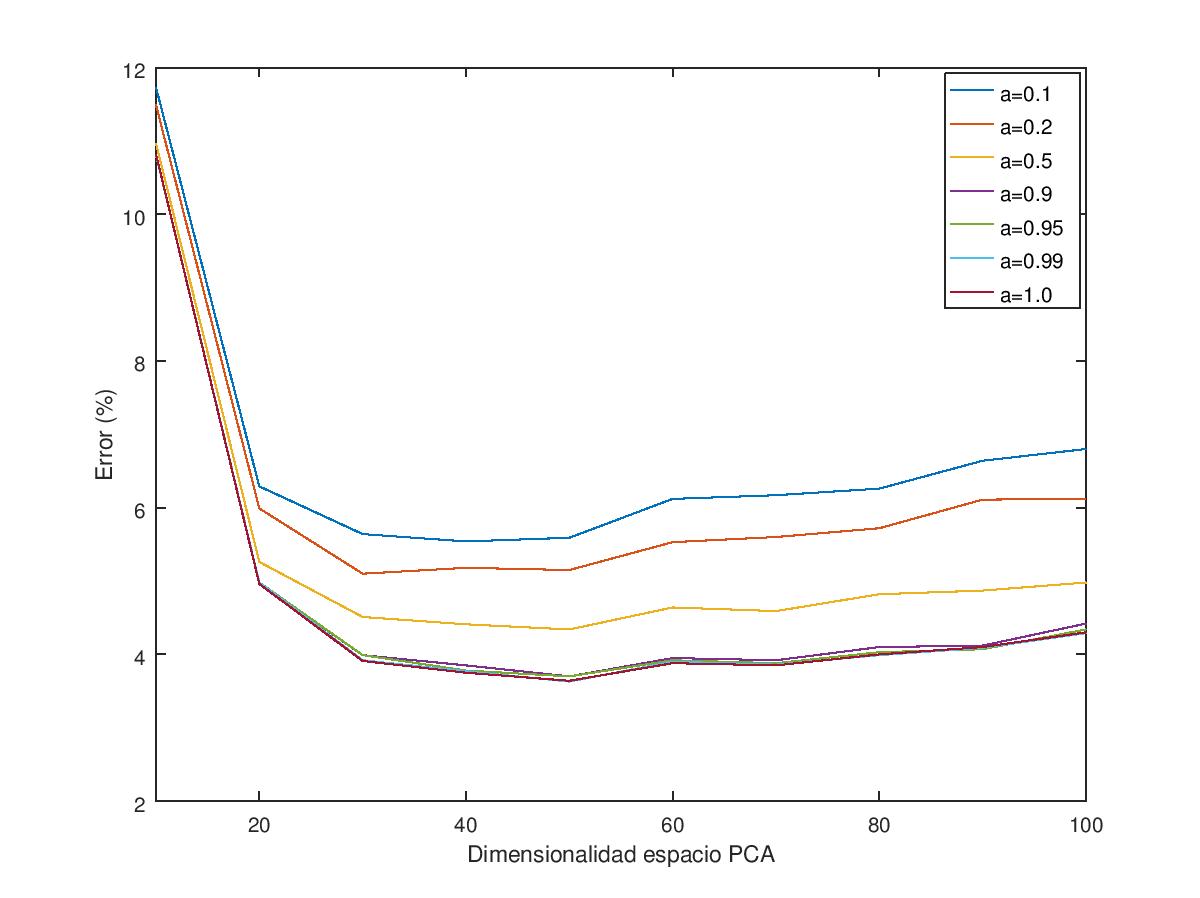 12
10
8
6
4
2
Error (%)
20
40
60
80
100
Dimensionalidad espacio PCA
a=0.1
a=0.2
a=0.5
a=0.9
a=0.95
a=0.99
a=1.0